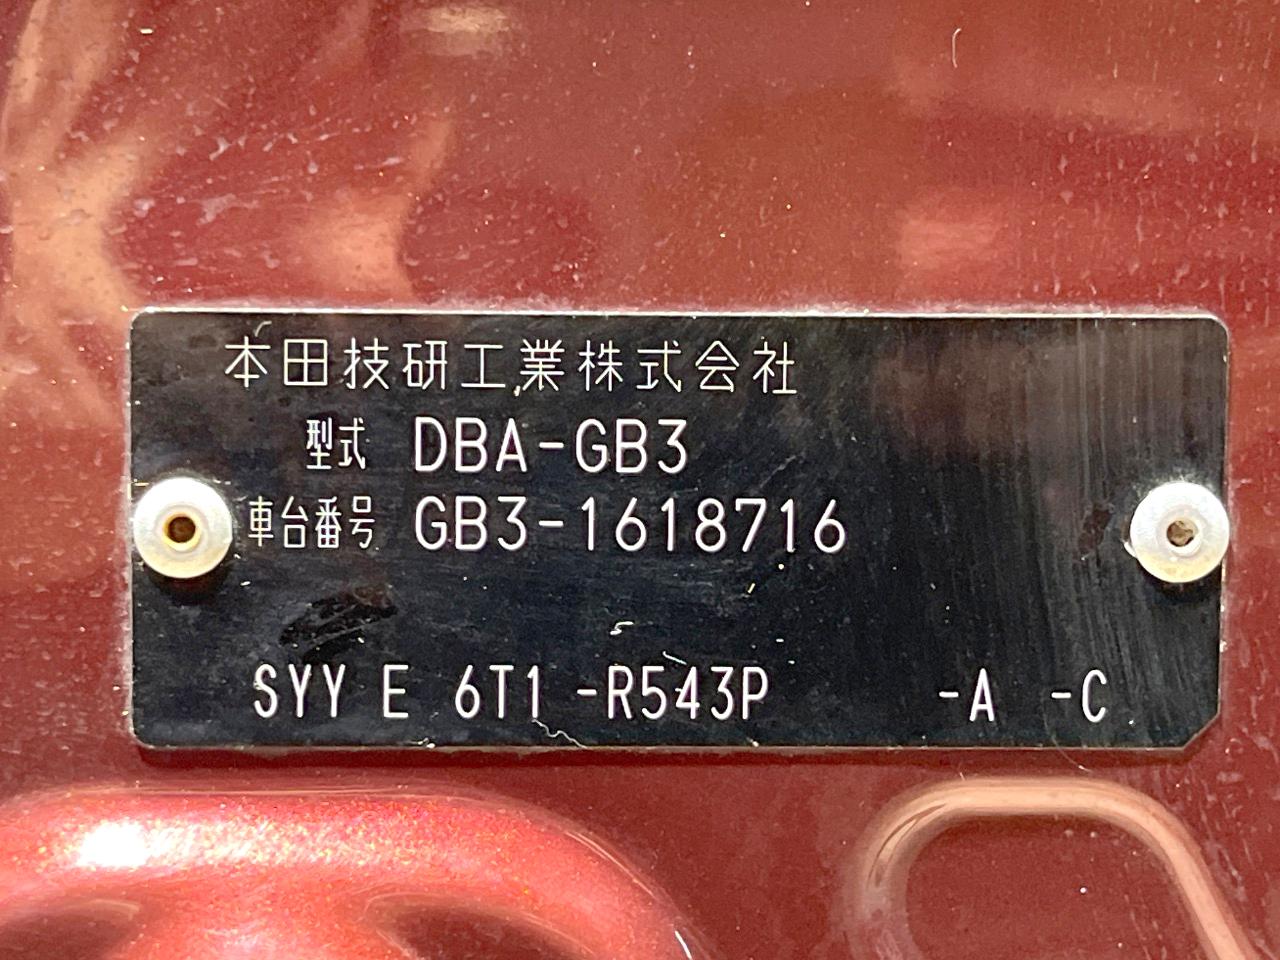 本田技研工業株式会社
型式 DBA-GB3
車台番号 GB3-1618716
SYY E 6T1 -R543P -A -C